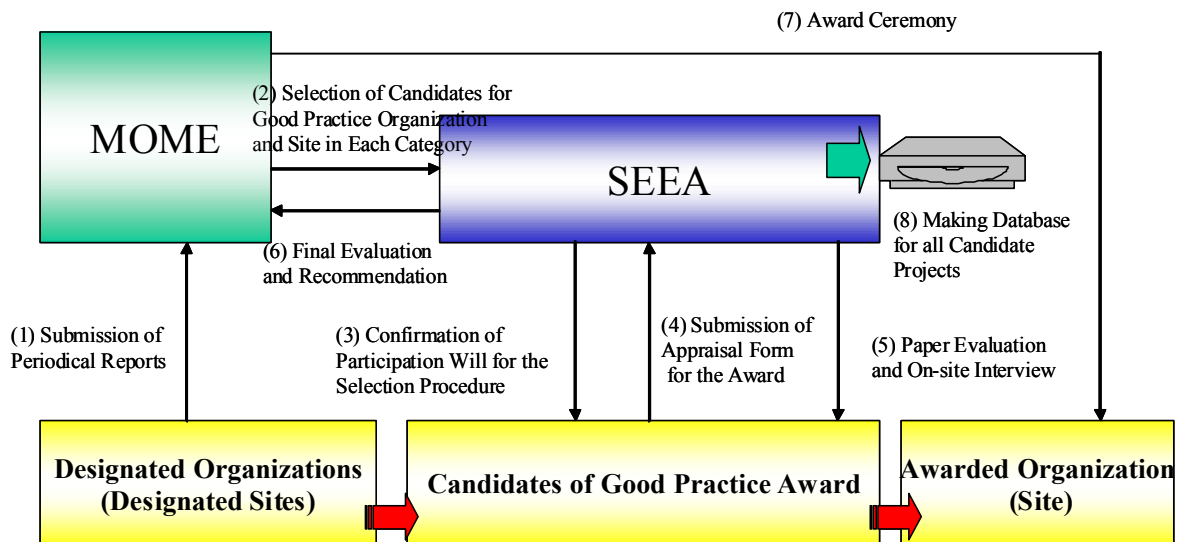 (7) Award Ceremony
MOME
(2) Selection of Candidates for
Good Practice Organization
and Site in Each Category
SEEA
(8) Making Database
for all Candidate
Projects
(6) Final Evaluation
and Recommendation
(1) Submission of
Periodical Reports
(3) Confirmation of
Participation Will for the
Selection Procedure
(4) Submission of
Appraisal Form
for the Award
(5) Paper Evaluation
and On-site Interview
Designated Organizations
(Designated Sites)
Candidates of Good Practice Award
Awarded Organization
(Site)